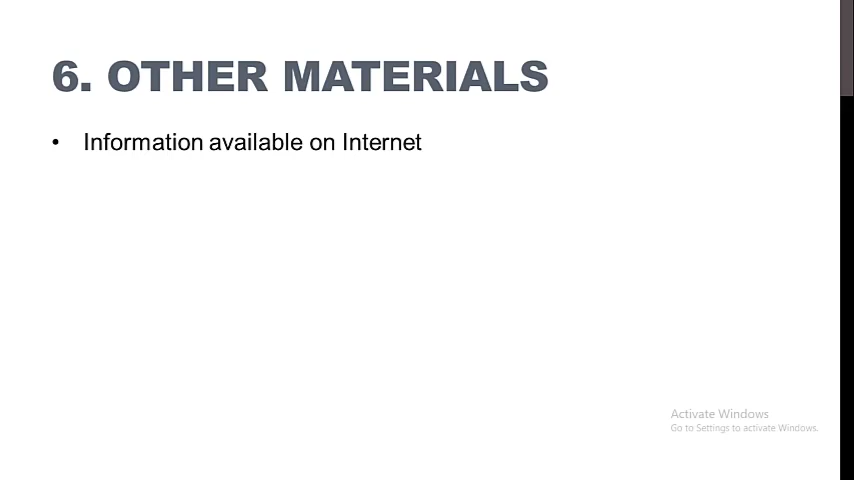 6. OTHER MATERIALS
• Information available on Internet
Activate Windows
Go to Settings to activate Windows.